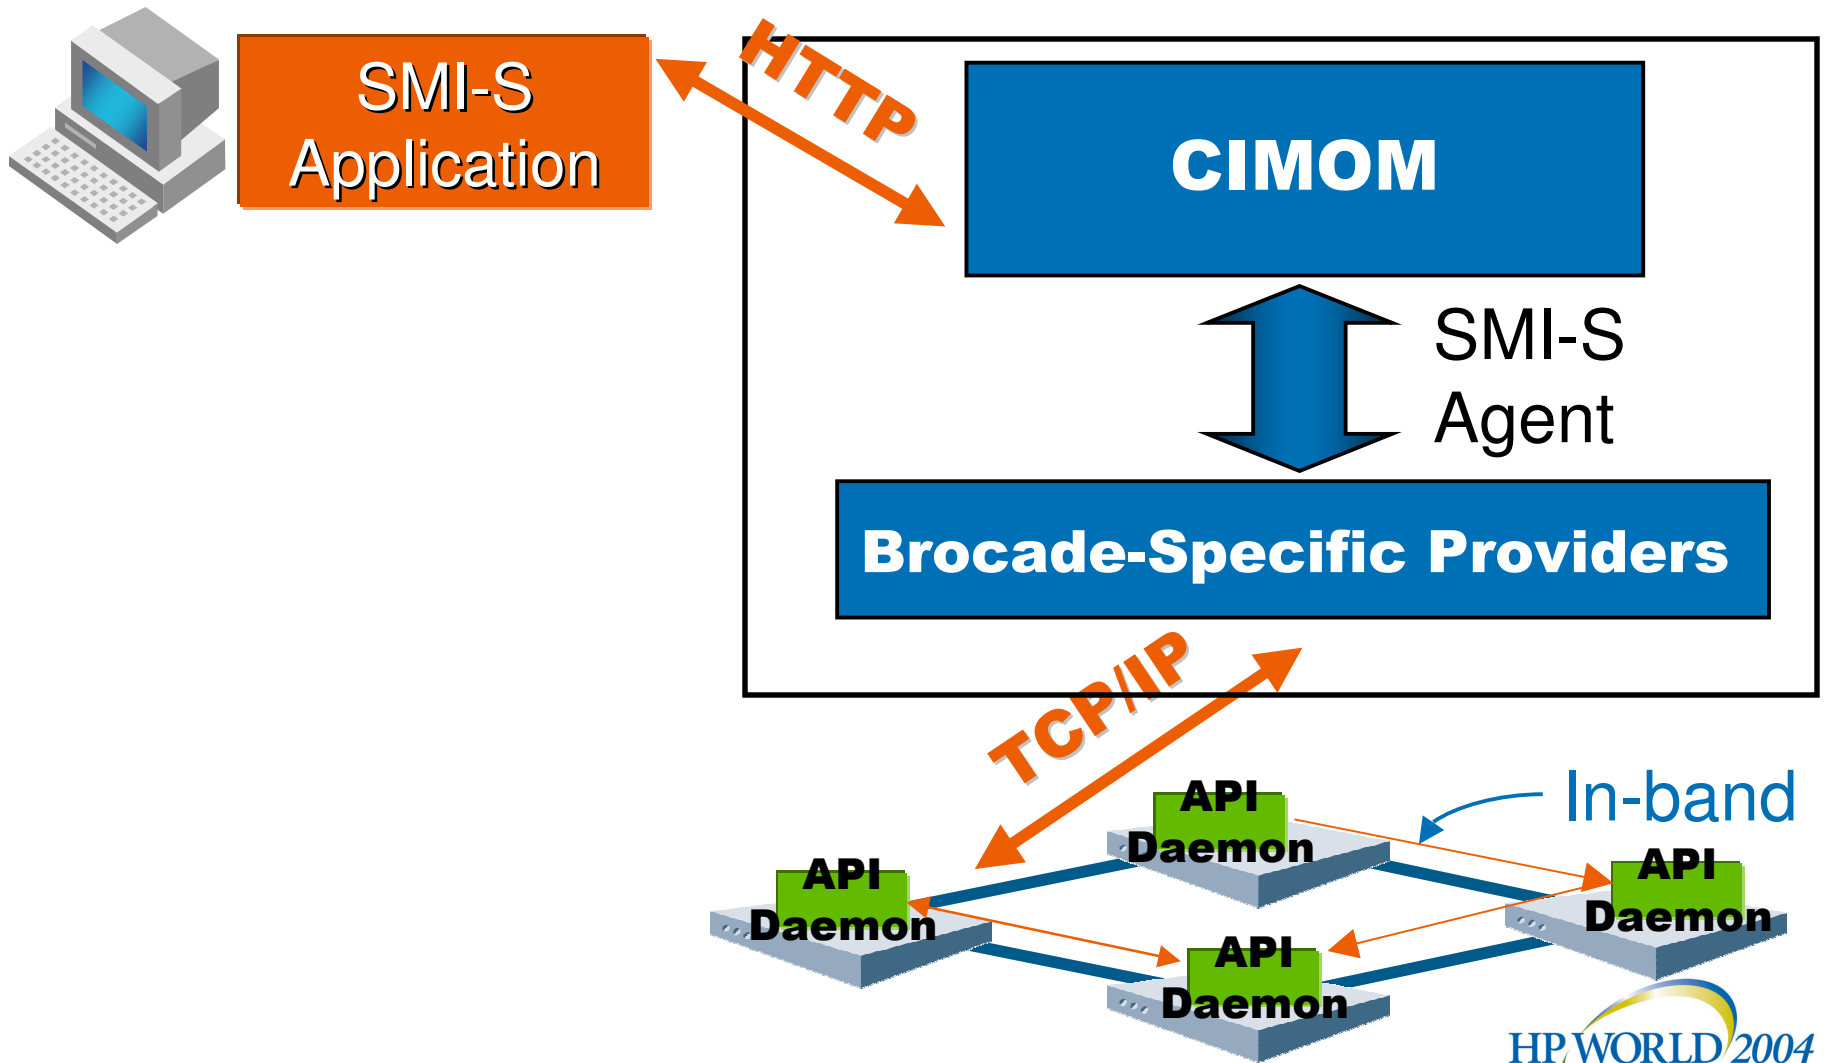 SMI-S
Application
HTTP
CIMOM
SMI-S
Agent
Brocade-Specific Providers
TCP/IP
In-band
API
Daemon
API
Daemon
API
Daemon
API
Daemon
HP WORLD 2004